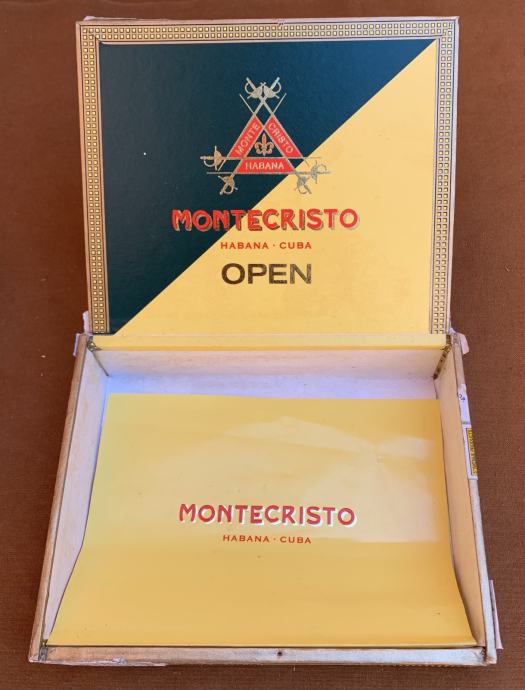 MONTE CRISTO
HABANA
MONTECRISTO
HABANA · CUBA
OPEN
MONTECRISTO
HABANA · CUBA